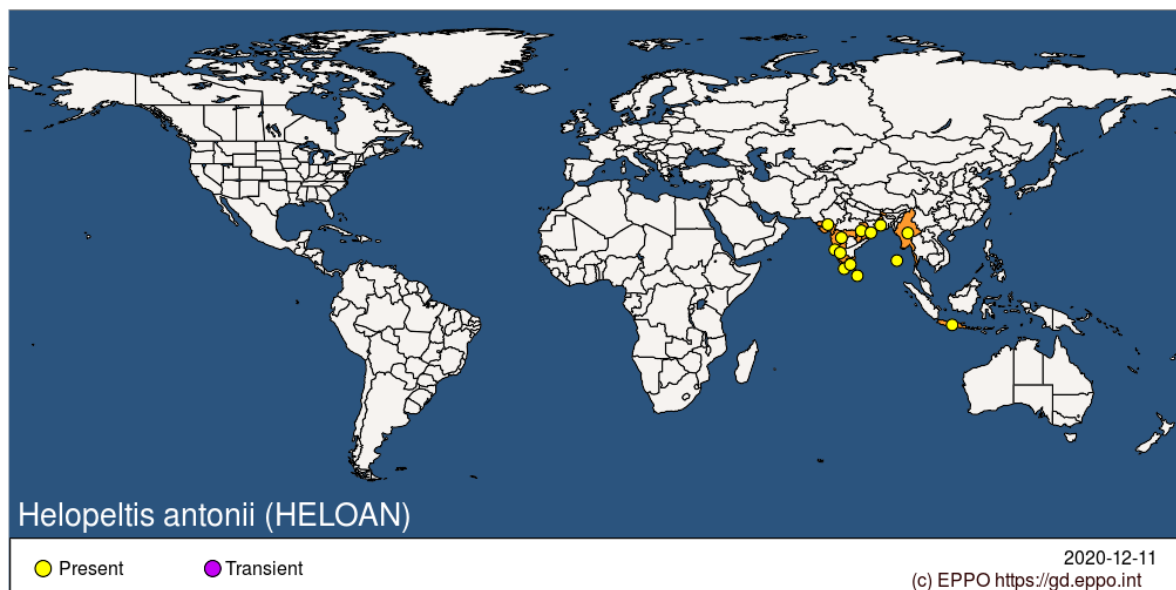 Helopeltis antonii (HELOAN)
Present
Transient
2020-12-11
(c) EPPO https://gd.eppo.int